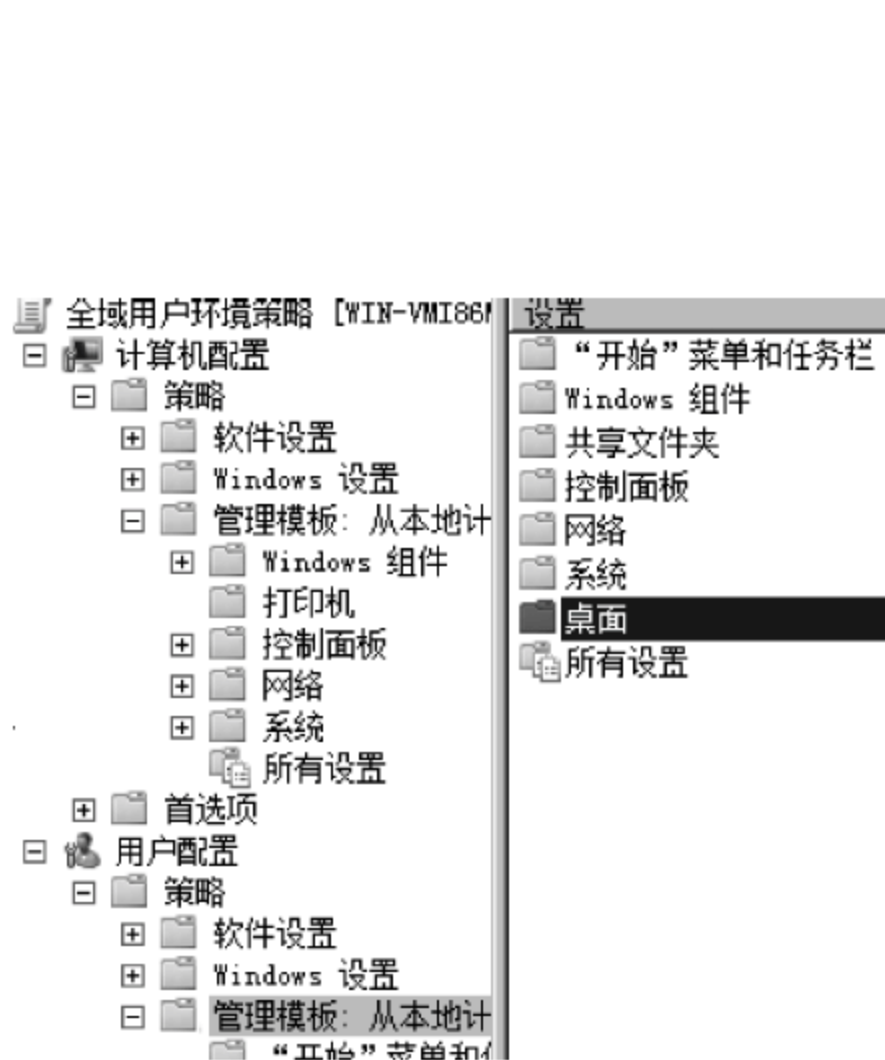 全域用户环境策略 [WIN-VMI86
计算机配置
策略
软件设置
Windows 设置
管理模板: 从本地计
Windows 组件
打印机
控制面板
网络
系统
所有设置
首选项
用户配置
策略
软件设置
Windows 设置
管理模板: 从本地计
“开始”菜单和
设置
“开始”菜单和任务栏
Windows 组件
共享文件夹
控制面板
网络
系统
桌面
所有设置